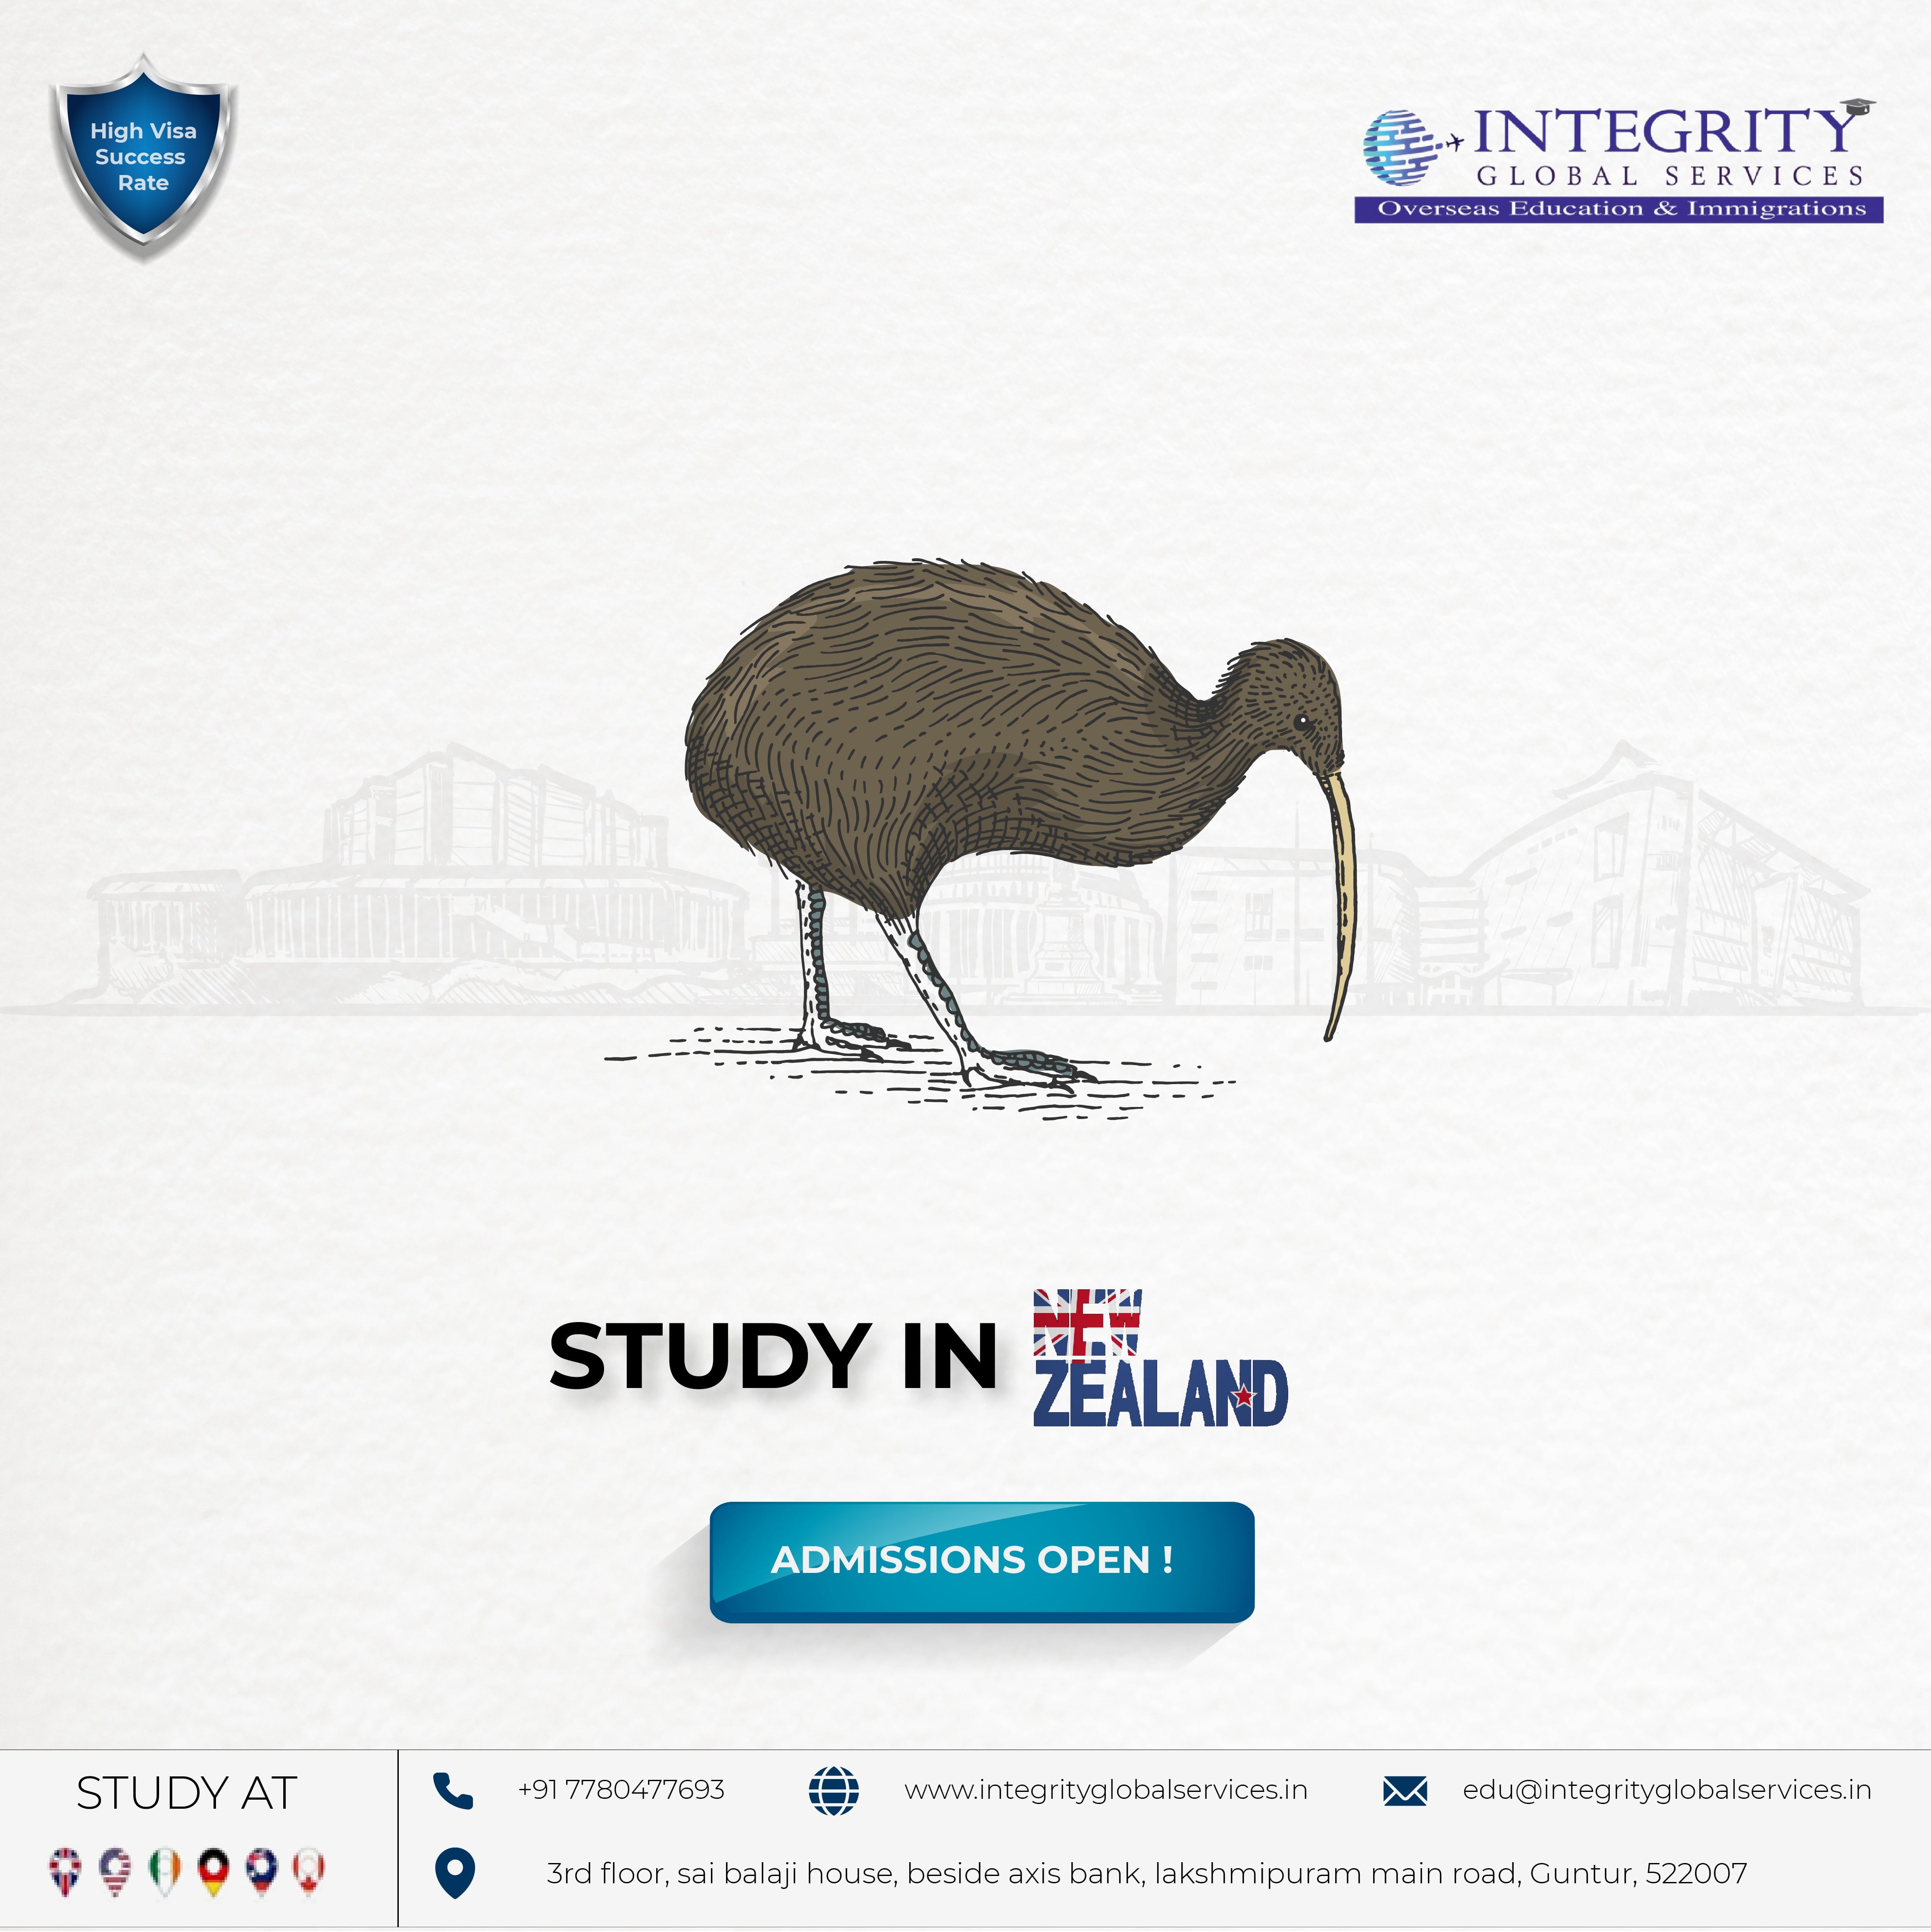 High Visa
Success
Rate
INTEGRITY
GLOBAL SERVICES
Overseas Education & Immigrations
STUDY IN NEW ZEALAND
ADMISSIONS OPEN !
STUDY AT
+91 7780477693
www.integrityglobalservices.in
edu@integrityglobalservices.in
3rd floor, sai balaji house, beside axis bank, lakshmipuram main road, Guntur, 522007